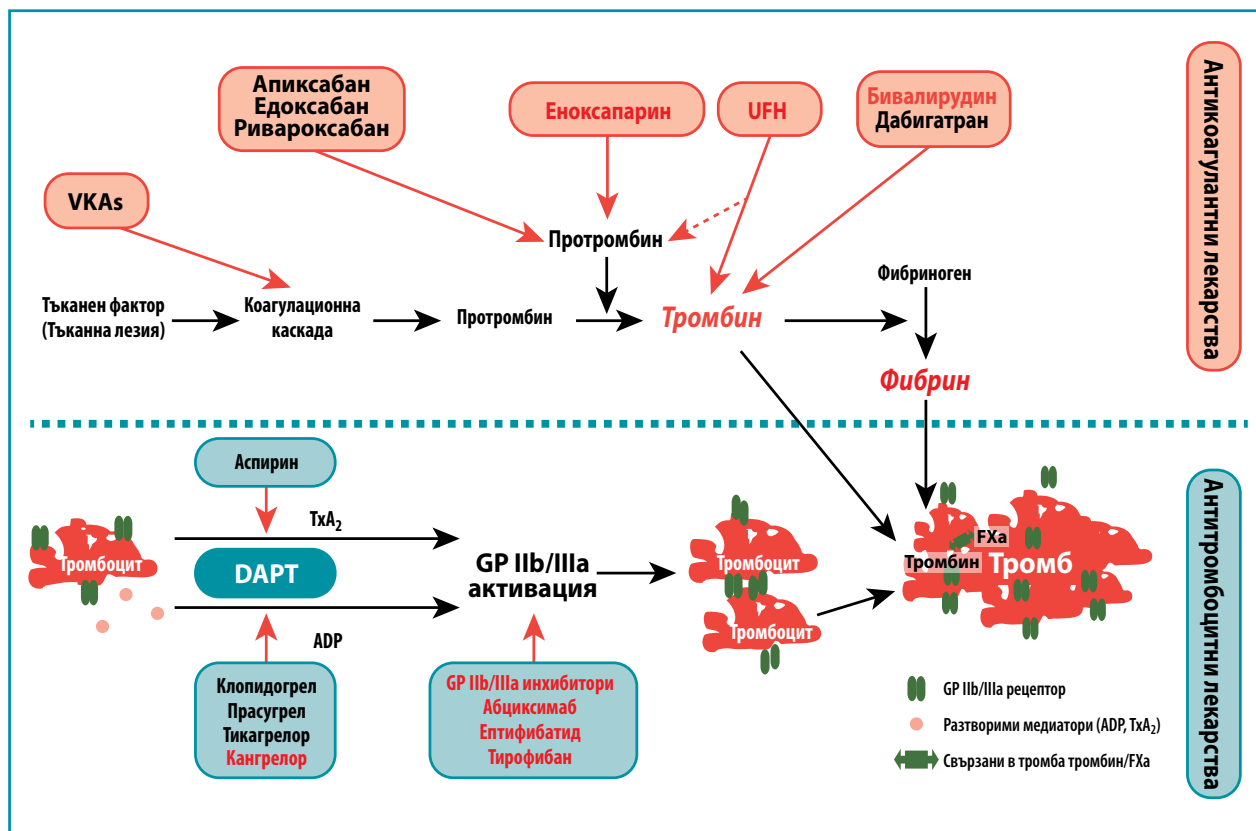 Апиксабан
Едоксабан
Ривароксабан
Еноксапарин
UFH
Бивалирудин
Дабигатран
Антикоагулантни лекарства
VKAs
Протромбин
Фибриноген
Тъканен фактор
(Тъканна лезия)
Коагулационна
каскада
Протромбин
Тромбин
Фибрин
Аспирин
TxA₂
Тромбоцит
DAPT
GP IIb/IIIa
активация
ADP
Клопидогрел
Прасугрел
Тикагрелор
Кангрелор
GP IIb/IIIa инхибитори
Абциксимаб
Ептифибатид
Тирофибан
Тромбоцит
Тромбоцит
FXa
Тромбин
Тромб
GP IIb/IIIa рецептор
Разтворими медиатори (ADP, TxA₂)
Свързани в тромба тромбин/FXa
Антитромбоцитни лекарства